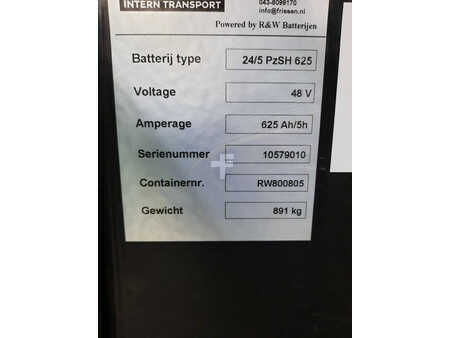 INTERN TRANSPORT
043-6099170
info@frissen.nl
Powered by R&W Batterijen
Batterij type 24/5 PzSH 625
Voltage 48 V
Amperage 625 Ah/5h
Serienummer 10579010
Containernr. RW800805
Gewicht 891 kg